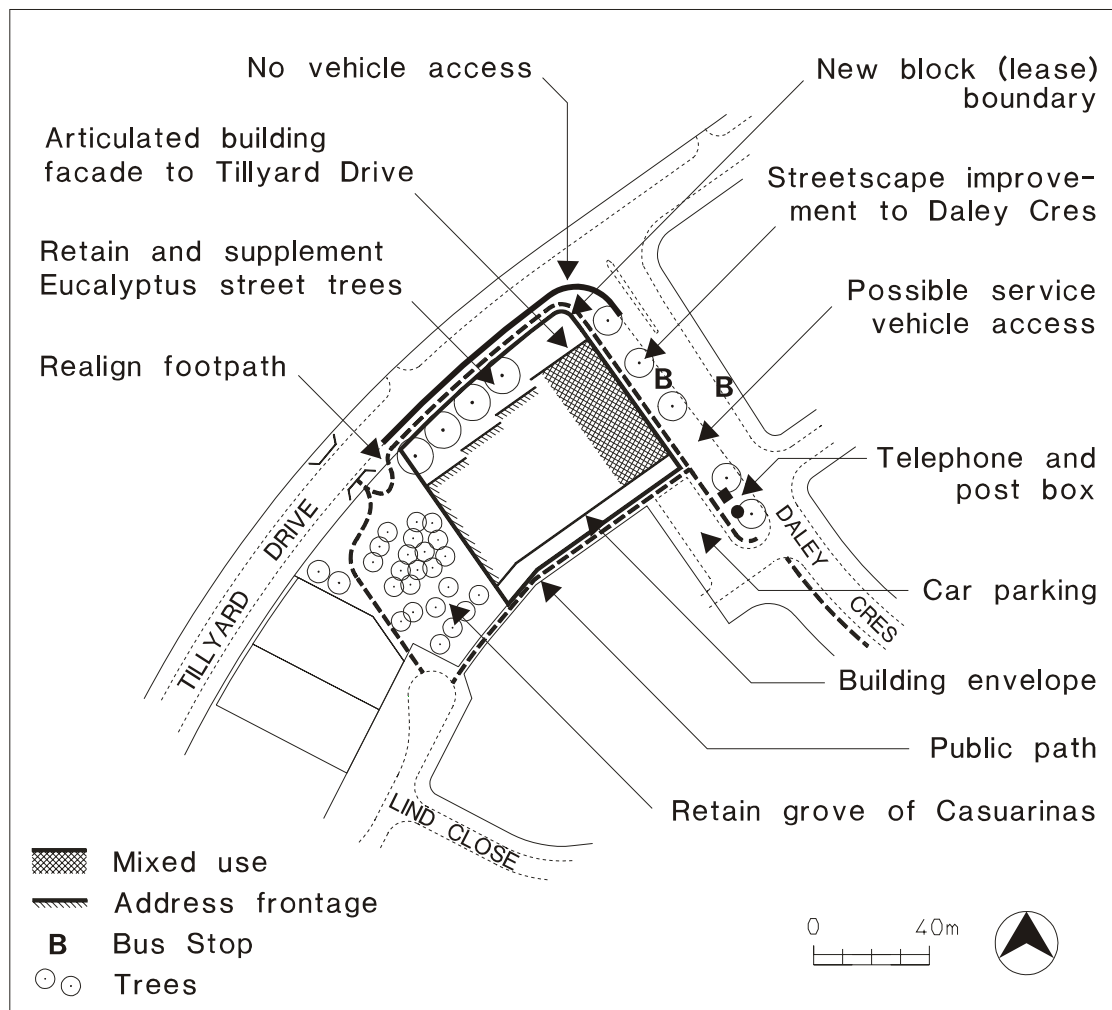 No vehicle access
New block (lease)
boundary
Articulated building
facade to Tillyard Drive
Streetscape improve-
ment to Daley Cres
Retain and supplement
Eucalyptus street trees
Possible service
vehicle access
Realign footpath
B
B
Telephone and
post box
TILLYARD DRIVE
DALEY
CRES
Car parking
Building envelope
Public path
Retain grove of Casuarinas
LIND CLOSE
Mixed use
Address frontage
B Bus Stop
Trees
0 40m